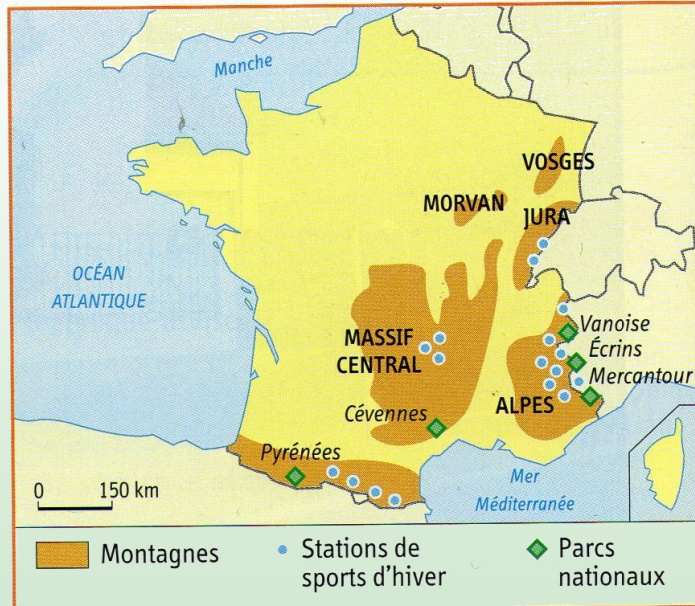 Manche
VOSGES
MORVAN
JURA
OCÉAN
ATLANTIQUE
Vanoise
MASSIF
CENTRAL
Écrins
Mercantour
ALPES
Cévennes
Pyrénées
0 150 km
Mer
Méditerranée
Montagnes
Stations de
sports d'hiver
Parcs
nationaux